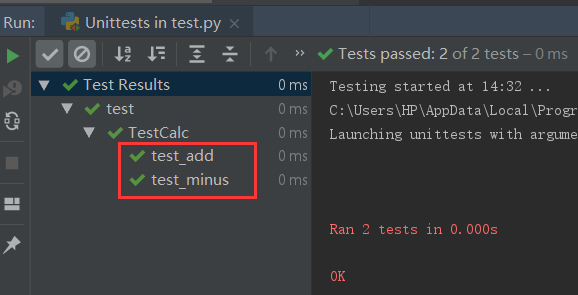 Run: Unittests in test.py ×
» Tests passed: 2 of 2 tests – 0 ms
Test Results 0 ms
test 0 ms
TestCalc 0 ms
test_add 0 ms
test_minus 0 ms
Testing started at 14:32 ...
C:\Users\HP\AppData\Local\Progr
Launching unittests with argume
Ran 2 tests in 0.000s
OK